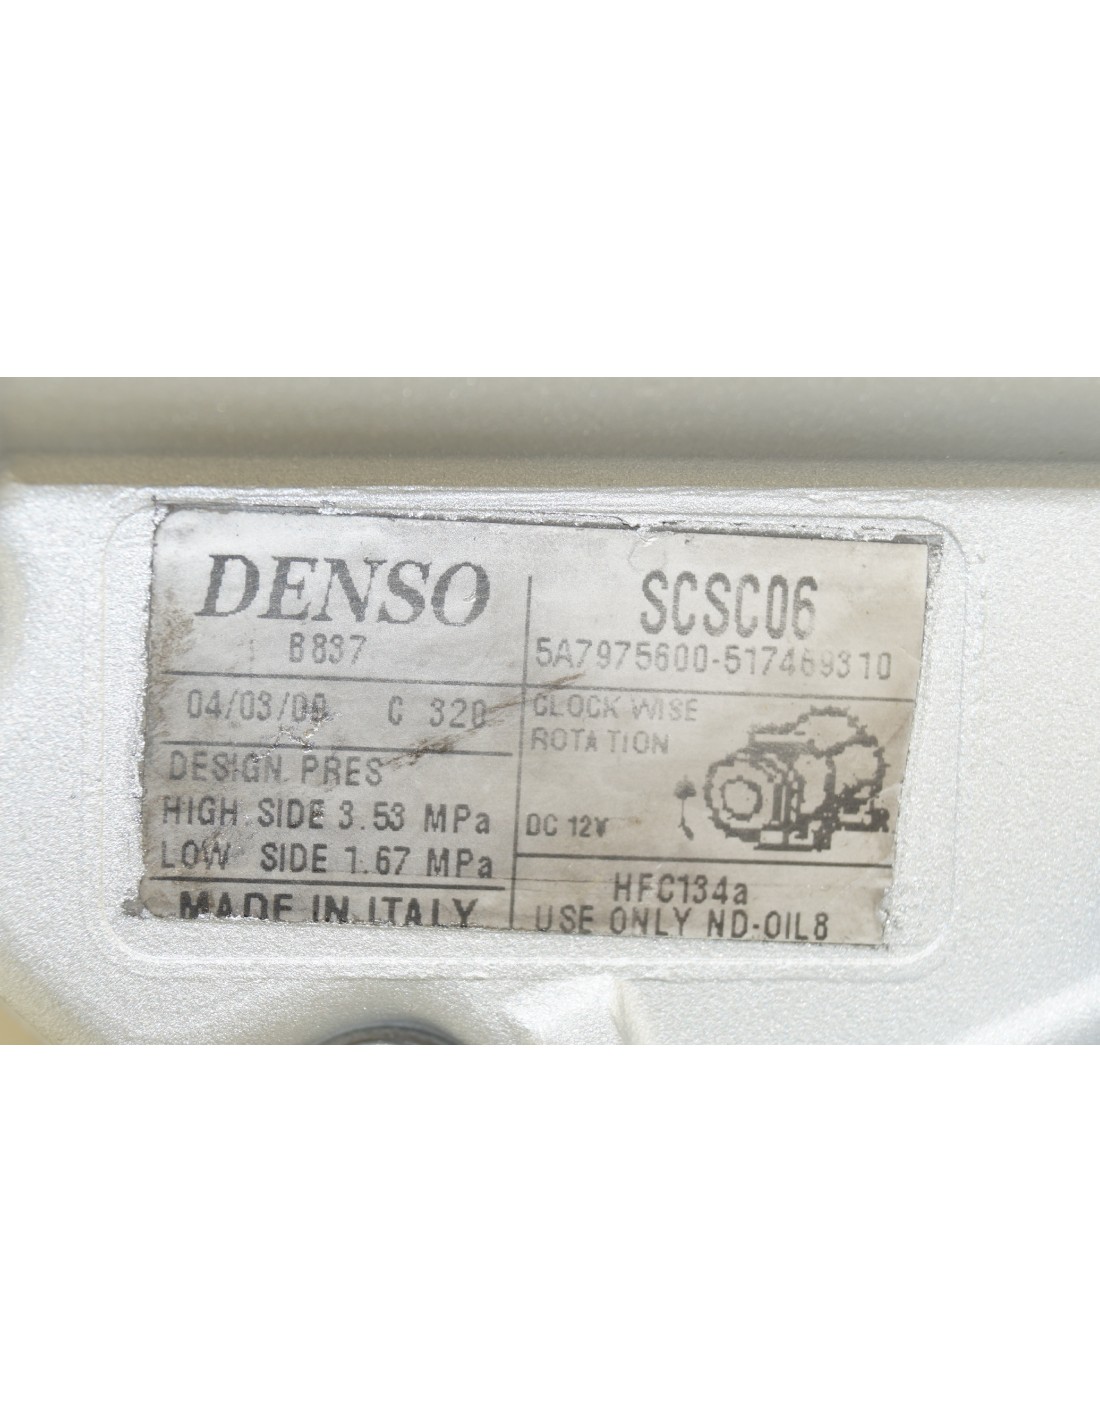 DENSO
B837
04/03/09 C 320
DESIGN PRES
HIGH SIDE 3.53 MPa
LOW SIDE 1.67 MPa
MADE IN ITALY
SCSC06
5A7975600-517469310
CLOCK WISE
ROTATION
DC 12V
HFC134a
USE ONLY ND-OIL8